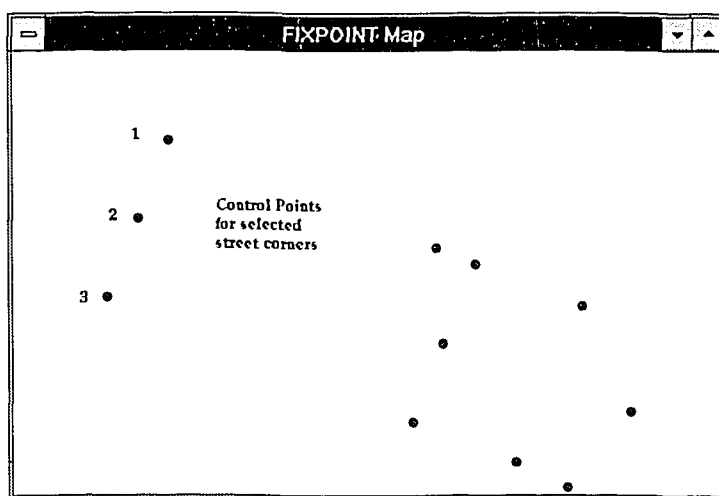 FIXPOINT Map
1
2
Control Points
for selected
street corners
3